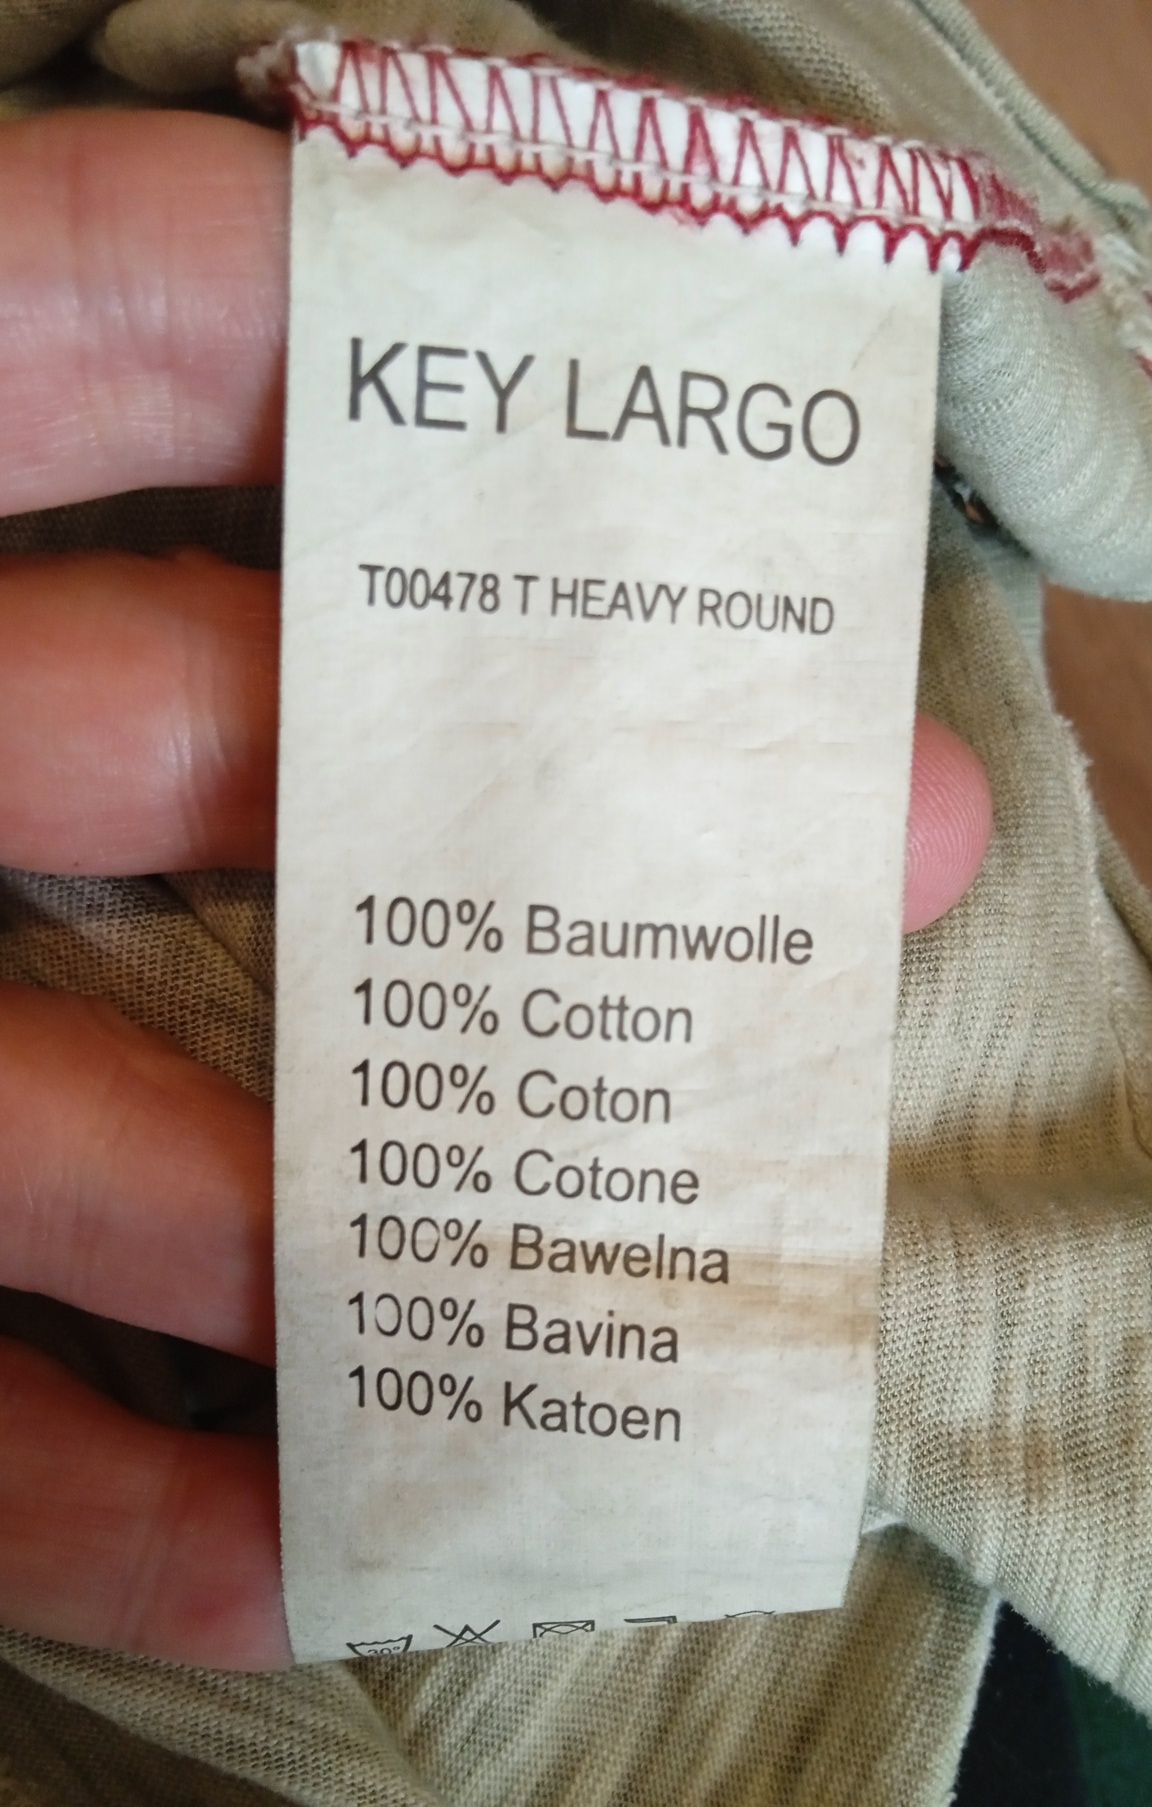 KEY LARGO
T00478 T HEAVY ROUND
100% Baumwolle
100% Cotton
100% Coton
100% Cotone
100% Bawelna
100% Bavina
100% Katoen
30°